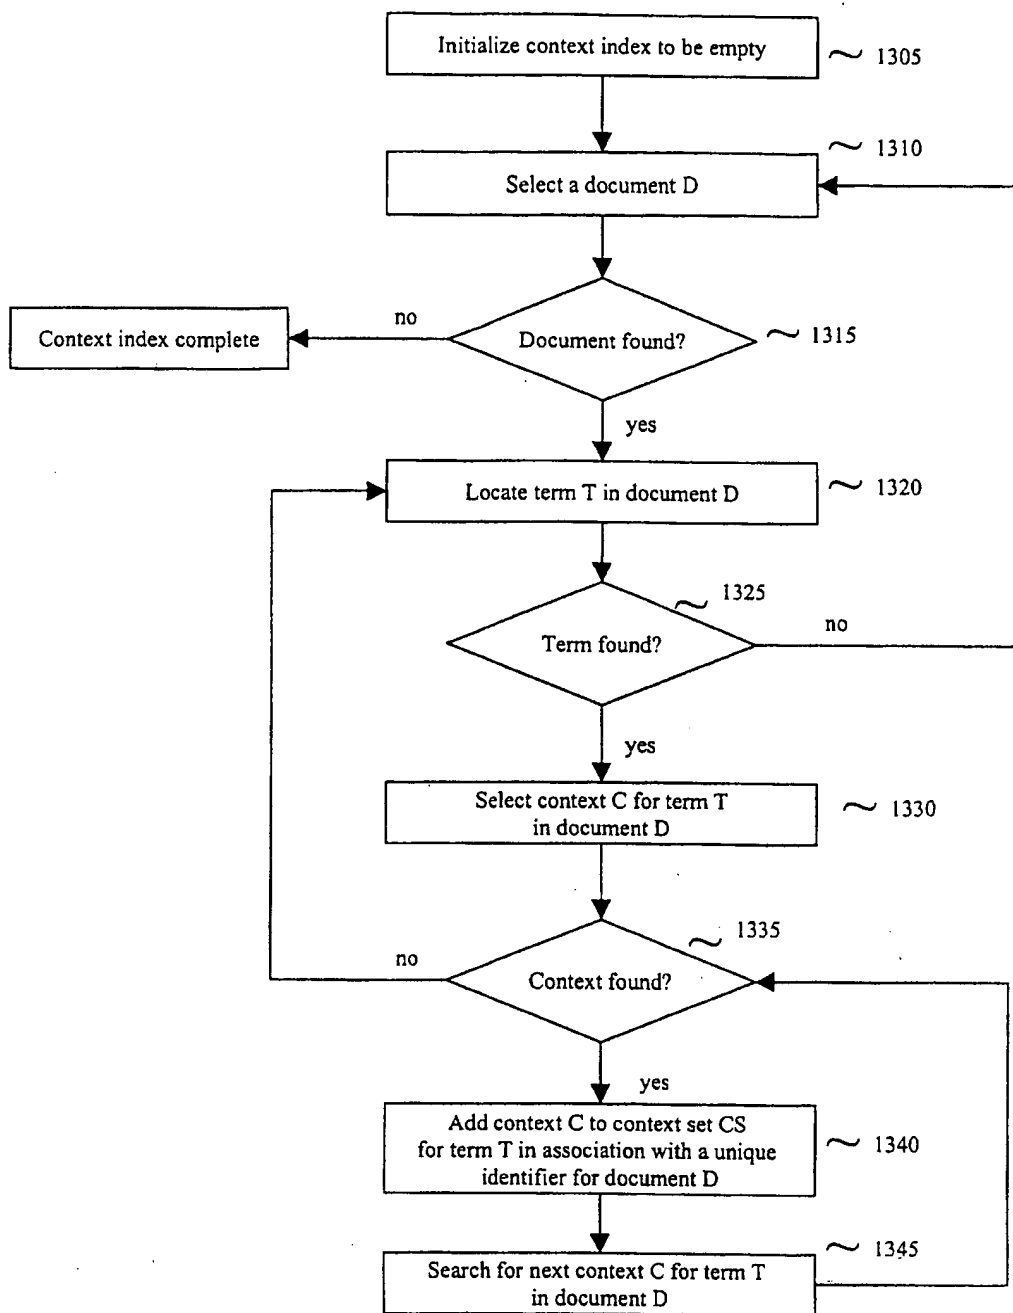 Initialize context index to be empty
1305
1310
Select a document D
no
Context index complete
Document found?
1315
yes
Locate term T in document D
1320
1325
Term found?
no
yes
Select context C for term T
in document D
1330
1335
no
Context found?
yes
Add context C to context set CS
for term T in association with a unique
identifier for document D
1340
1345
Search for next context C for term T
in document D